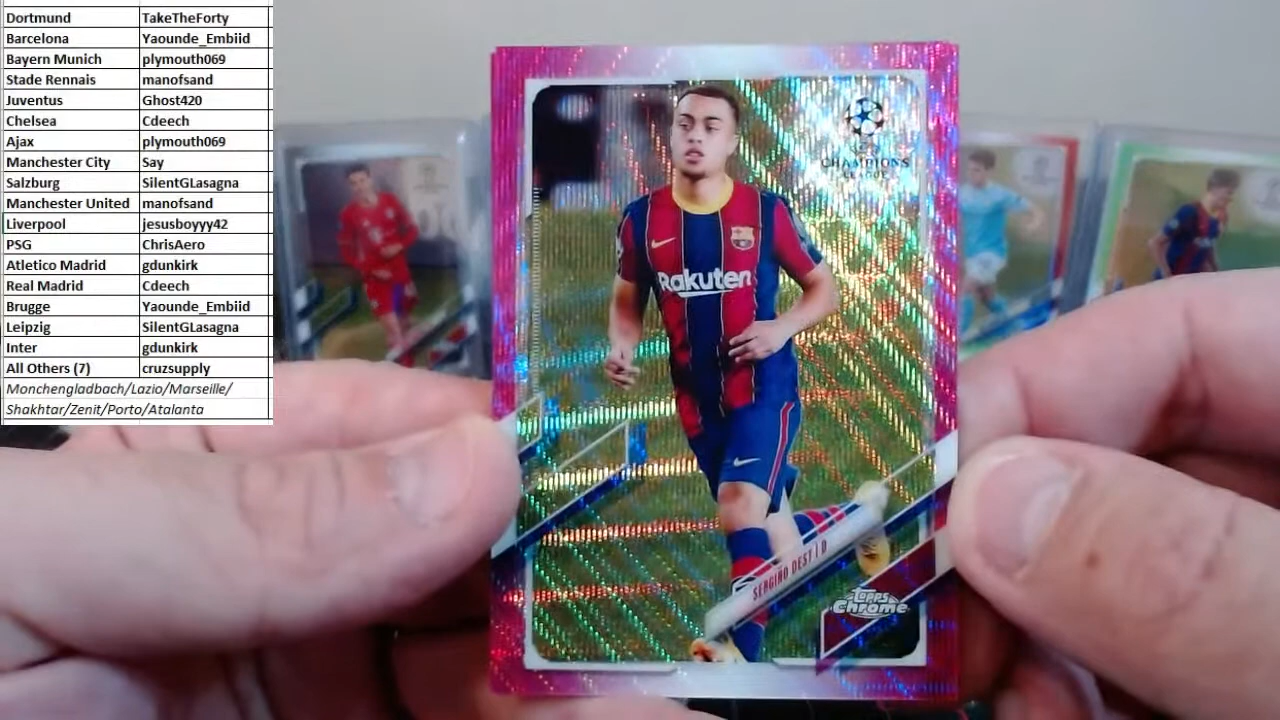 Dortmund TakeTheForty
Barcelona Yaounde_Embiid
Bayern Munich plymouth069
Stade Rennais manofsand
Juventus Ghost420
Chelsea Cdeech
Ajax plymouth069
Manchester City Say
Salzburg SilentGLasagna
Manchester United manofsand
Liverpool jesusboyyy42
PSG ChrisAero
Atletico Madrid gdunkirk
Real Madrid Cdeech
Brugge Yaounde_Embiid
Leipzig SilentGLasagna
Inter gdunkirk
All Others (7) cruzsupply
Monchengladbach/Lazio/Marseille/
Shakhtar/Zenit/Porto/Atalanta
CHAMPIONS
LEAGUE
Rakuten
SERGIÑO DEST | D
Topps
Chrome